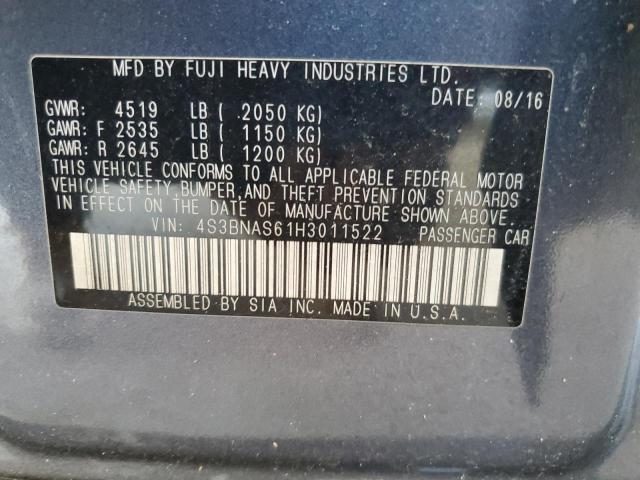 MFD BY FUJI HEAVY INDUSTRIES LTD.
DATE: 08/16
GVWR: 4519 LB ( 2050 KG)
GAWR: F 2535 LB ( 1150 KG)
GAWR: R 2645 LB ( 1200 KG)
THIS VEHICLE CONFORMS TO ALL APPLICABLE FEDERAL MOTOR
VEHICLE SAFETY, BUMPER, AND THEFT PREVENTION STANDARDS
IN EFFECT ON THE DATE OF MANUFACTURE SHOWN ABOVE.
VIN: 4S3BNAS61H3011522 PASSENGER CAR
ASSEMBLED BY SIA INC. MADE IN U.S.A.